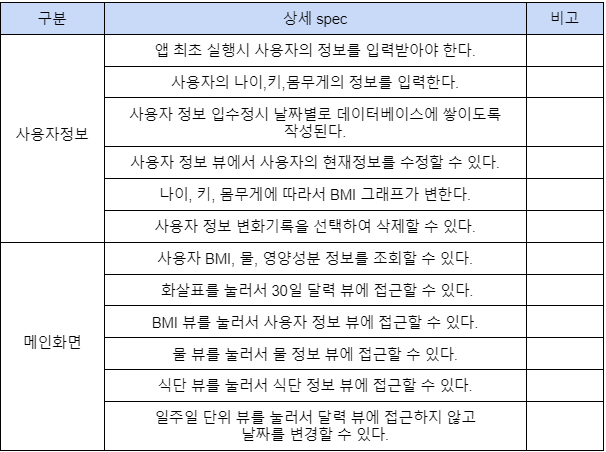 구분 상세 spec 비고
앱 최초 실행시 사용자의 정보를 입력받아야 한다.
사용자의 나이,키,몸무게의 정보를 입력한다.
사용자 정보 입수정시 날짜별로 데이터베이스에 쌓이도록
작성된다.
사용자정보
사용자 정보 뷰에서 사용자의 현재정보를 수정할 수 있다.
나이, 키, 몸무게에 따라서 BMI 그래프가 변한다.
사용자 정보 변화기록을 선택하여 삭제할 수 있다.
사용자 BMI, 물, 영양성분 정보를 조회할 수 있다.
화살표를 눌러서 30일 달력 뷰에 접근할 수 있다.
BMI 뷰를 눌러서 사용자 정보 뷰에 접근할 수 있다.
메인화면
물 뷰를 눌러서 물 정보 뷰에 접근할 수 있다.
식단 뷰를 눌러서 식단 정보 뷰에 접근할 수 있다.
일주일 단위 뷰를 눌러서 달력 뷰에 접근하지 않고
날짜를 변경할 수 있다.